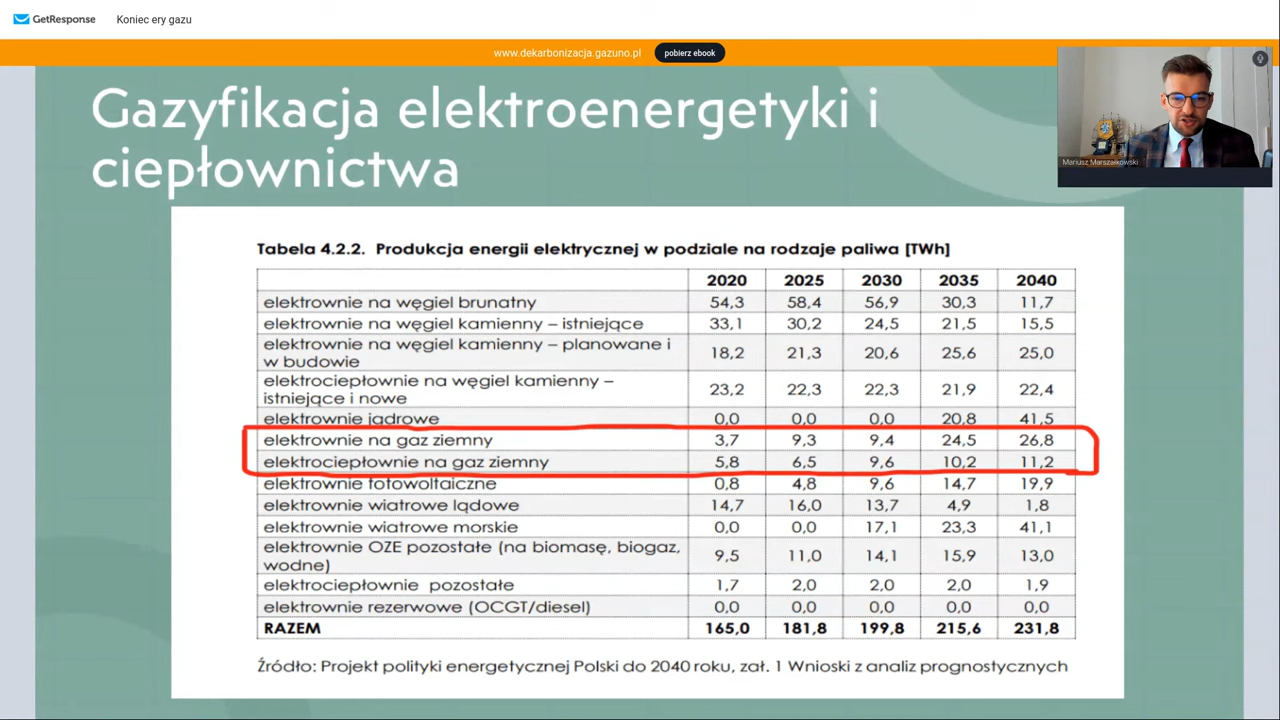 GetResponse Koniec ery gazu
www.dekarbonizacja.gazuno.pl pobierz ebook
Gazyfikacja elektroenergetyki i
ciepłownictwa
Mariusz Marszałkowski
Tabela 4.2.2. Produkcja energii elektrycznej w podziale na rodzaje paliwa [TWh]
2020 2025 2030 2035 2040
elektrownie na węgiel brunatny 54,3 58,4 56,9 30,3 11,7
elektrownie na węgiel kamienny – istniejące 33,1 30,2 24,5 21,5 15,5
elektrownie na węgiel kamienny – planowane i
w budowie 18,2 21,3 20,6 25,6 25,0
elektrociepłownie na węgiel kamienny –
istniejące i nowe 23,2 22,3 22,3 21,9 22,4
elektrownie jądrowe 0,0 0,0 0,0 20,8 41,5
elektrownie na gaz ziemny 3,7 9,3 9,4 24,5 26,8
elektrociepłownie na gaz ziemny 5,8 6,5 9,6 10,2 11,2
elektrownie fotowoltaiczne 0,8 4,8 9,6 14,7 19,9
elektrownie wiatrowe lądowe 14,7 16,0 13,7 4,9 1,8
elektrownie wiatrowe morskie 0,0 0,0 17,1 23,3 41,1
elektrownie OZE pozostałe (na biomasę, biogaz,
wodne) 9,5 11,0 14,1 15,9 13,0
elektrociepłownie pozostałe 1,7 2,0 2,0 2,0 1,9
elektrownie rezerwowe (OCGT/diesel) 0,0 0,0 0,0 0,0 0,0
RAZEM 165,0 181,8 199,8 215,6 231,8
Źródło: Projekt polityki energetycznej Polski do 2040 roku, zał. 1 Wnioski z analiz prognostycznych